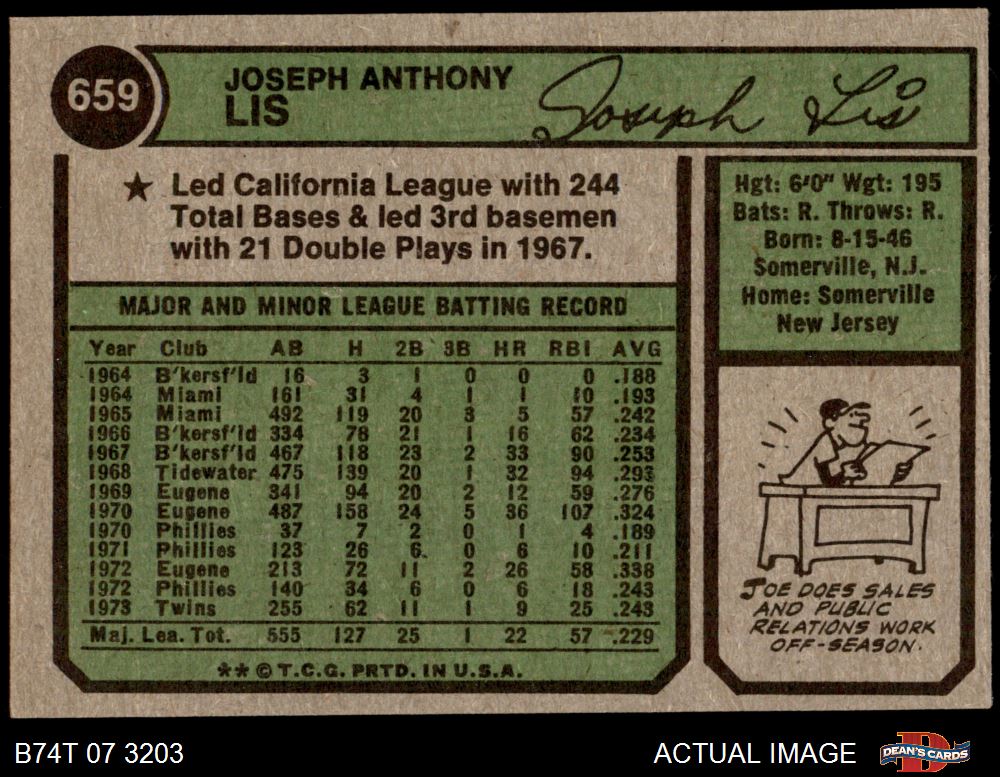 659
JOSEPH ANTHONY
LIS
Joseph Lis
★ Led California League with 244
Total Bases & led 3rd basemen
with 21 Double Plays in 1967.
Hgt: 6'0" Wgt: 195
Bats: R. Throws: R.
Born: 8-15-46
Somerville, N.J.
Home: Somerville
New Jersey
MAJOR AND MINOR LEAGUE BATTING RECORD
Year Club AB H 2B 3B HR RBI AVG
1964 B'kersf'ld 16 3 1 0 0 0 .188
1964 Miami 161 31 4 1 1 10 .193
1965 Miami 492 119 20 3 5 57 .242
1966 B'kersf'ld 334 78 21 1 16 62 .234
1967 B'kersf'ld 467 118 23 2 33 90 .253
1968 Tidewater 475 139 20 1 32 94 .293
1969 Eugene 341 94 20 2 12 59 .276
1970 Eugene 487 158 24 5 36 107 .324
1970 Phillies 37 7 2 0 1 4 .189
1971 Phillies 123 26 6 0 6 10 .211
1972 Eugene 213 72 11 2 26 58 .338
1972 Phillies 140 34 6 0 6 18 .243
1973 Twins 255 62 11 1 9 25 .243
Maj. Lea. Tot. 555 127 25 1 22 57 .229
** © T.C.G. PRTD. IN U.S.A.
JOE DOES SALES
AND PUBLIC
RELATIONS WORK
OFF-SEASON.
B74T 07 3203
ACTUAL IMAGE
DEAN'S CARDS